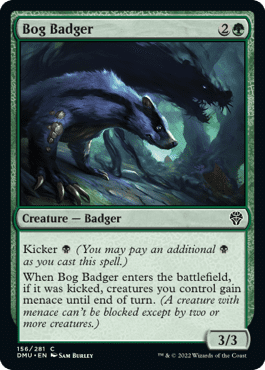 Bog Badger 2
Creature — Badger
Kicker (You may pay an additional
as you cast this spell.)
When Bog Badger enters the battlefield,
if it was kicked, creatures you control gain
menace until end of turn. (A creature with
menace can't be blocked except by two or
more creatures.)
3/3
156/281 C
DMU • EN Sam Burley
™ & © 2022 Wizards of the Coast